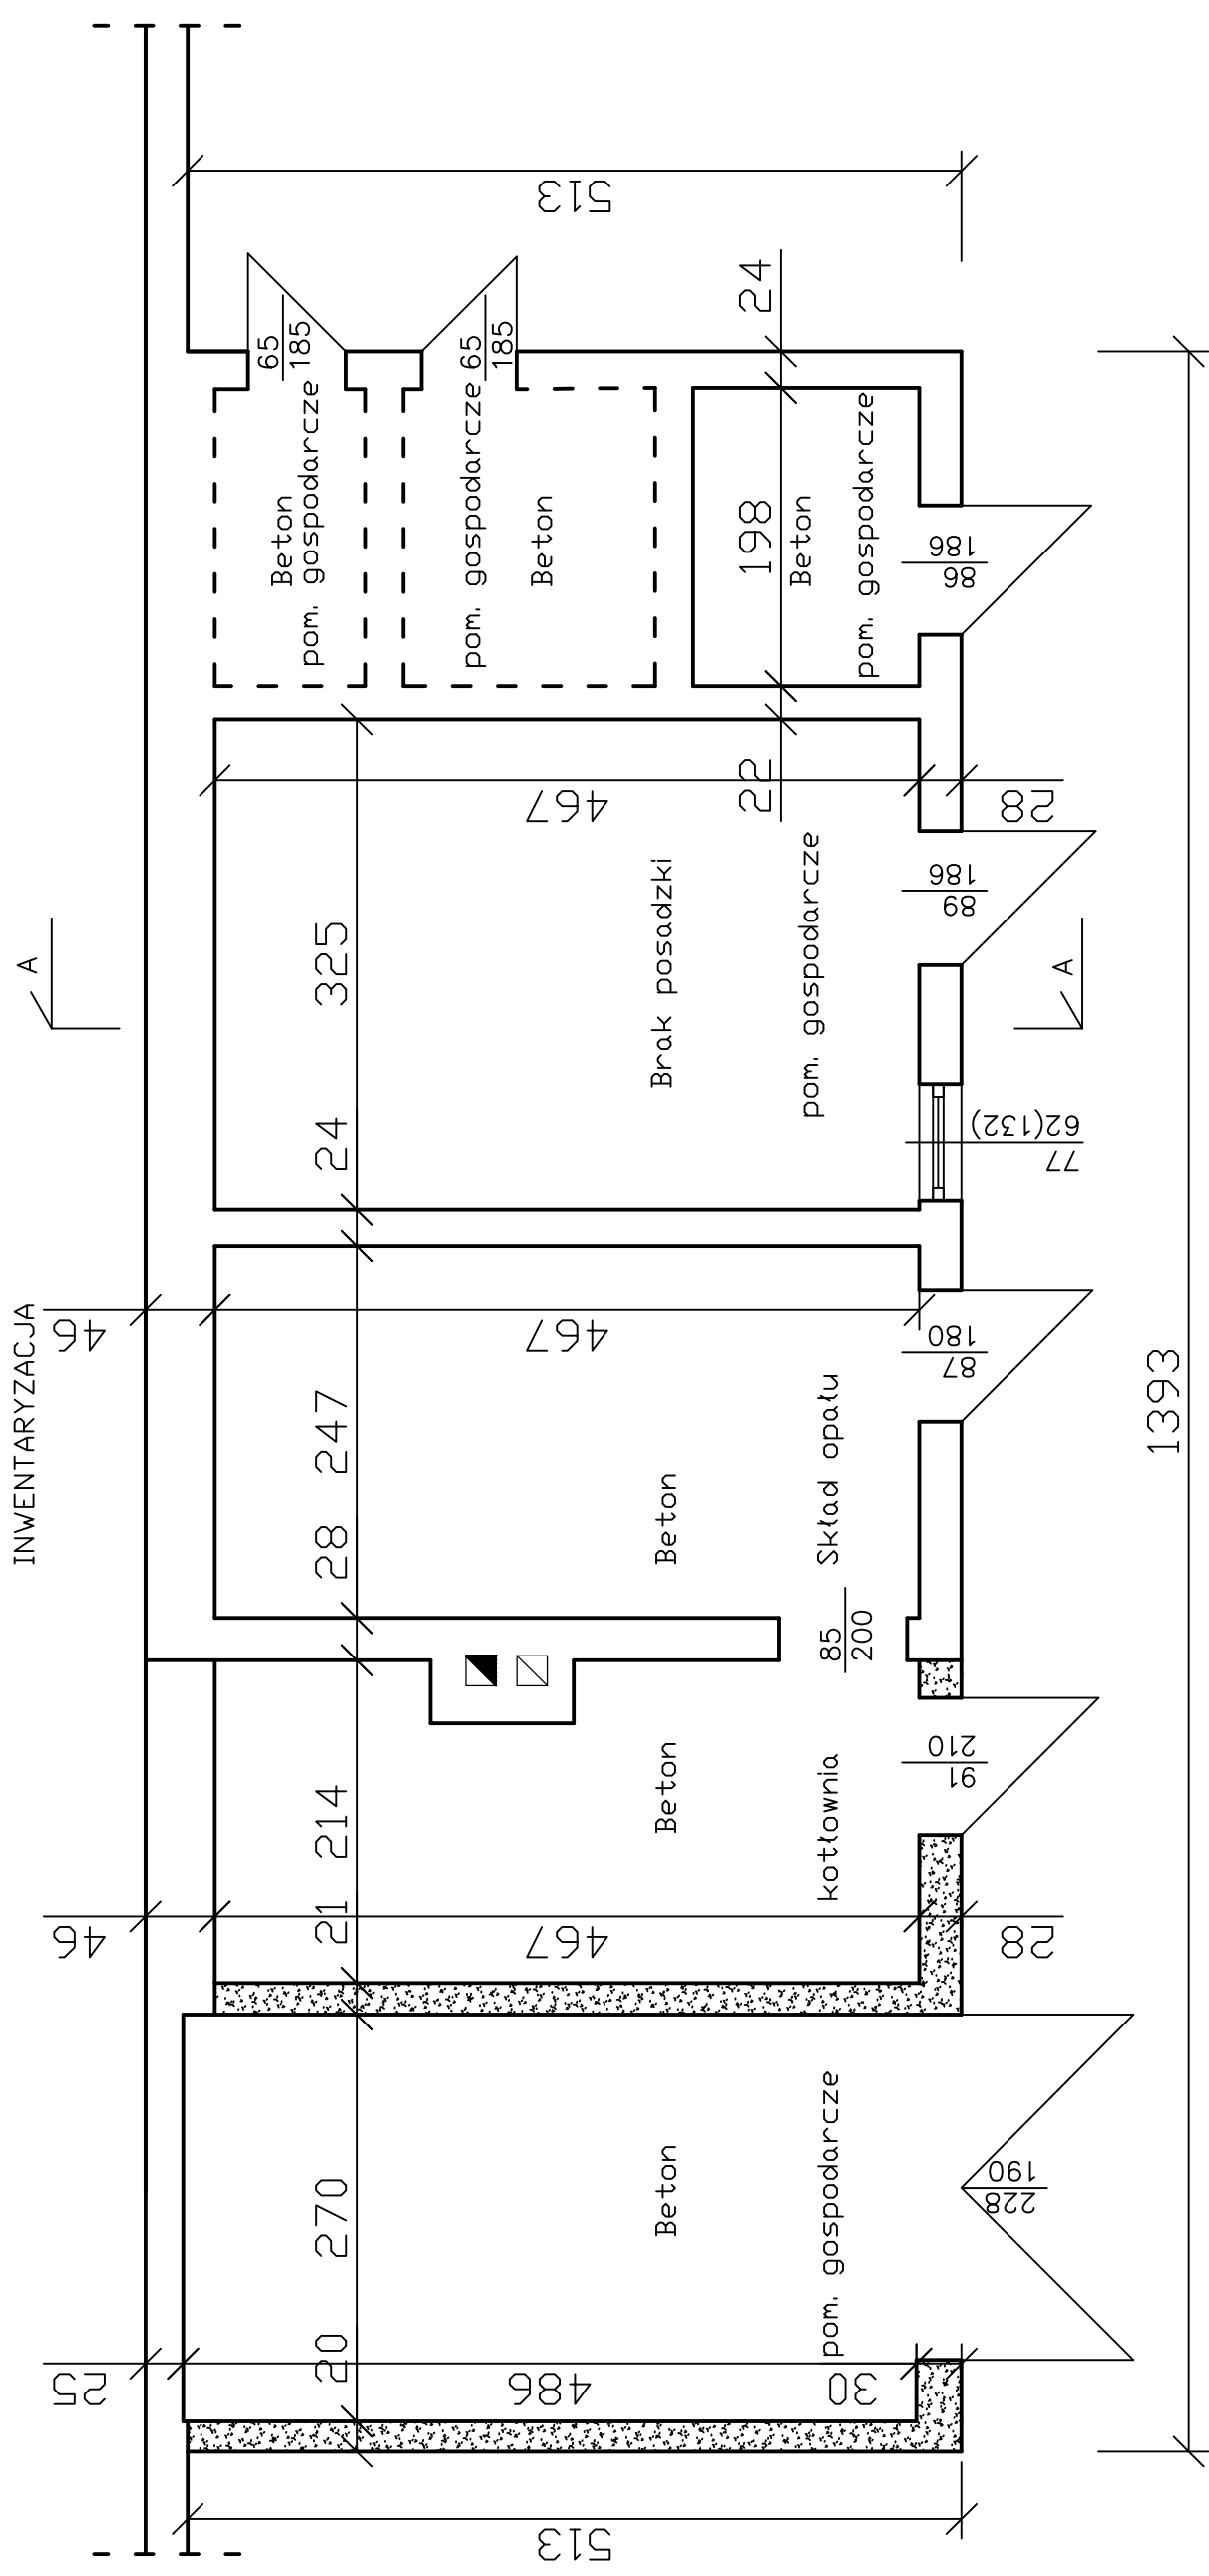 INWENTARYZACJA
A
A
513
513
1393
25
486
30
46
467
28
46
467
467
28
20
270
21
214
28
247
24
325
22
198
24
Beton
pom. gospodarcze
228
190
Beton
kotłownia
91
210
85
200
Beton
Skład opału
87
180
77
62(132)
Brak posadzki
pom. gospodarcze
89
186
Beton
pom. gospodarcze
65
185
pom. gospodarcze
Beton
65
185
Beton
pom. gospodarcze
86
186